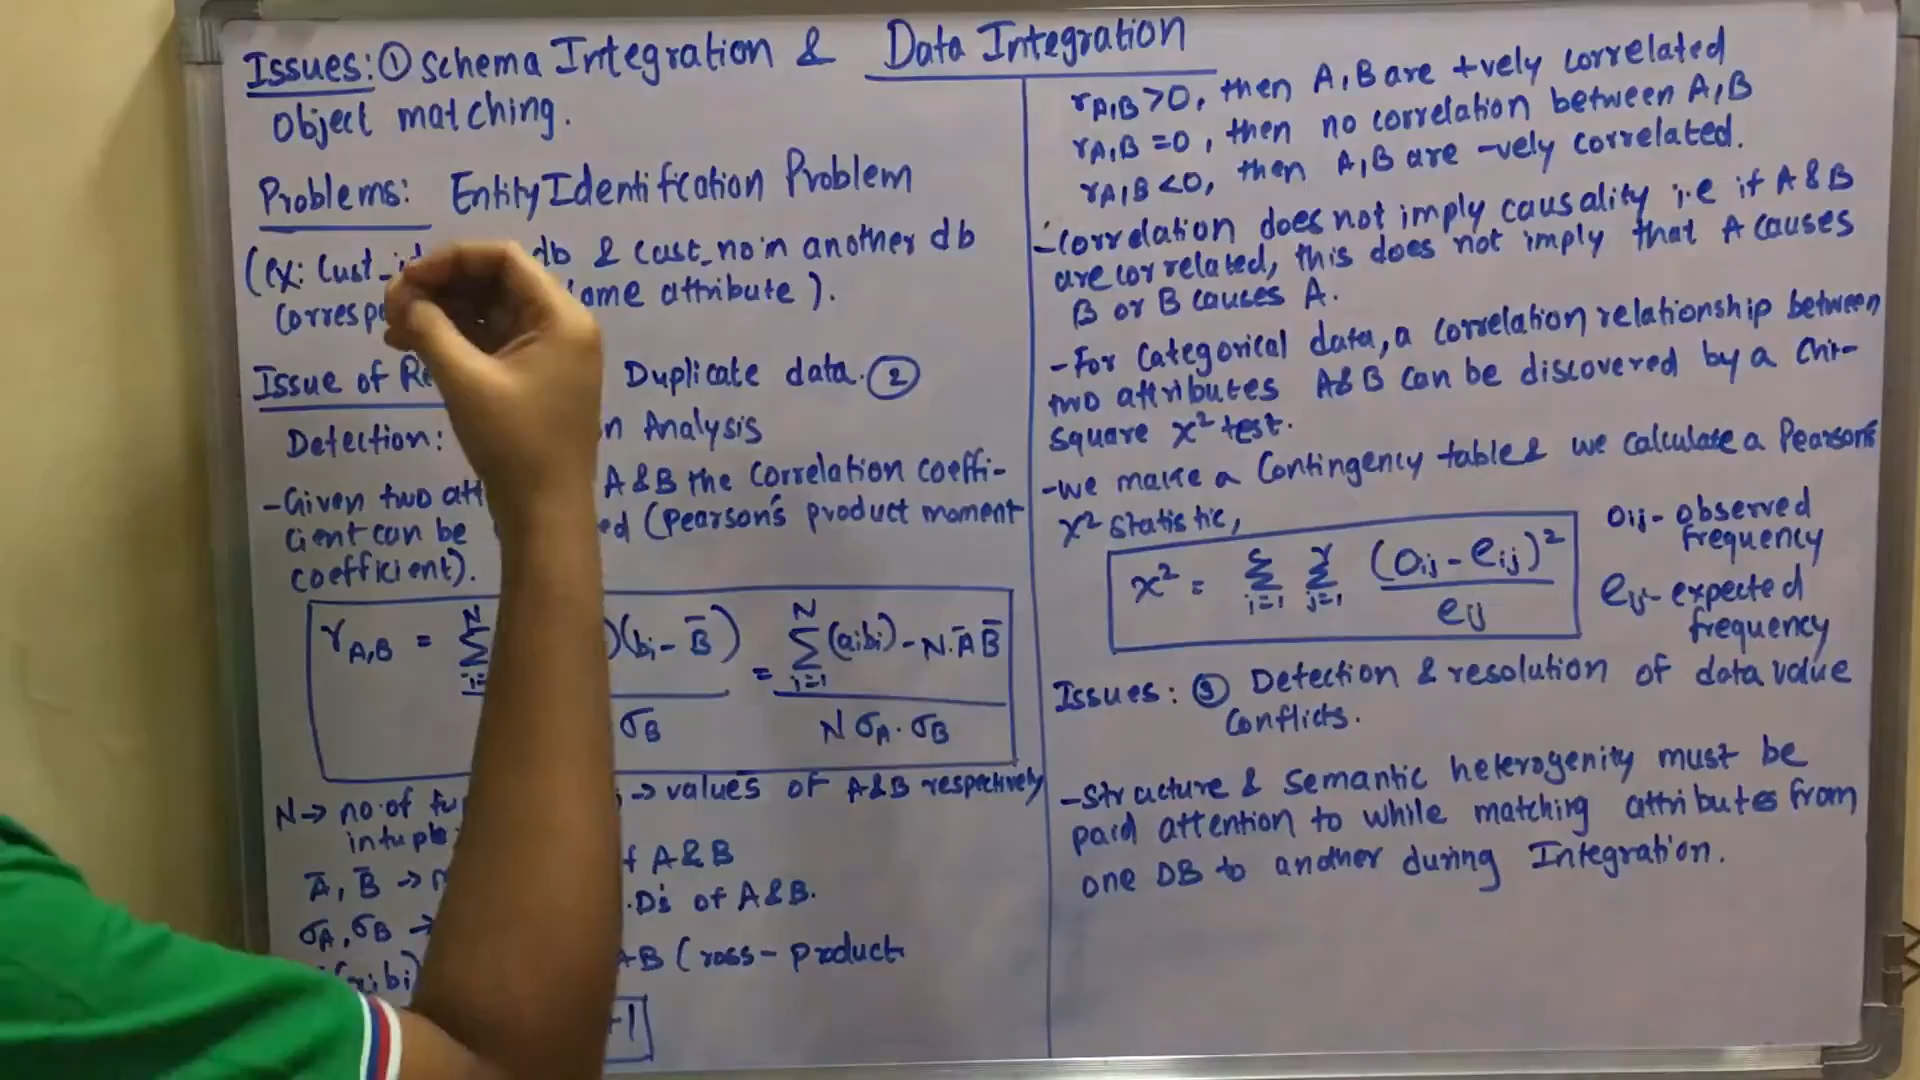 Data Integration
Issues: ① Schema Integration &
Object matching.
Problems: Entity Identification Problem
(ex: Cust_id db & cust_no in another db
ame attribute).
Issue of Duplicate data. ②
Detection: n Analysis
-Given two A&B the Correlation coeffi-
cient can be ed (Pearson's product moment
coefficient).
r A,B = Σ i=1 N )(bi - B̄) / σB = Σ i=1 N (aibi) - N.ĀB̄ / N σA.σB
N → no.of → values of A&B respectively
in tuple
Ā, B̄ → f A&B
σA, σB → .D's of A&B.
(aibi) AB Cross-product
+1
rA,B >0, then A,B are +vely correlated
rA,B =0, then no correlation between A,B
rA,B <0, then A,B are -vely correlated.
-Correlation does not imply causality i.e if A & B
are correlated, this does not imply that A causes
B or B causes A.
-For Categorical data, a correlation relationship between
two attributes A&B can be discovered by a Chi-
square x² test.
-we make a Contingency table & we calculate a Pearson's
x² statistic,
x² = Σ i=1 c Σ j=1 r (oij - eij)² / eij
oij - observed
frequency
eij - expected
frequency
Issues: ③ Detection & resolution of data value
Conflicts.
-Structure & Semantic heterogenity must be
paid attention to while matching attributes from
one DB to another during Integration.